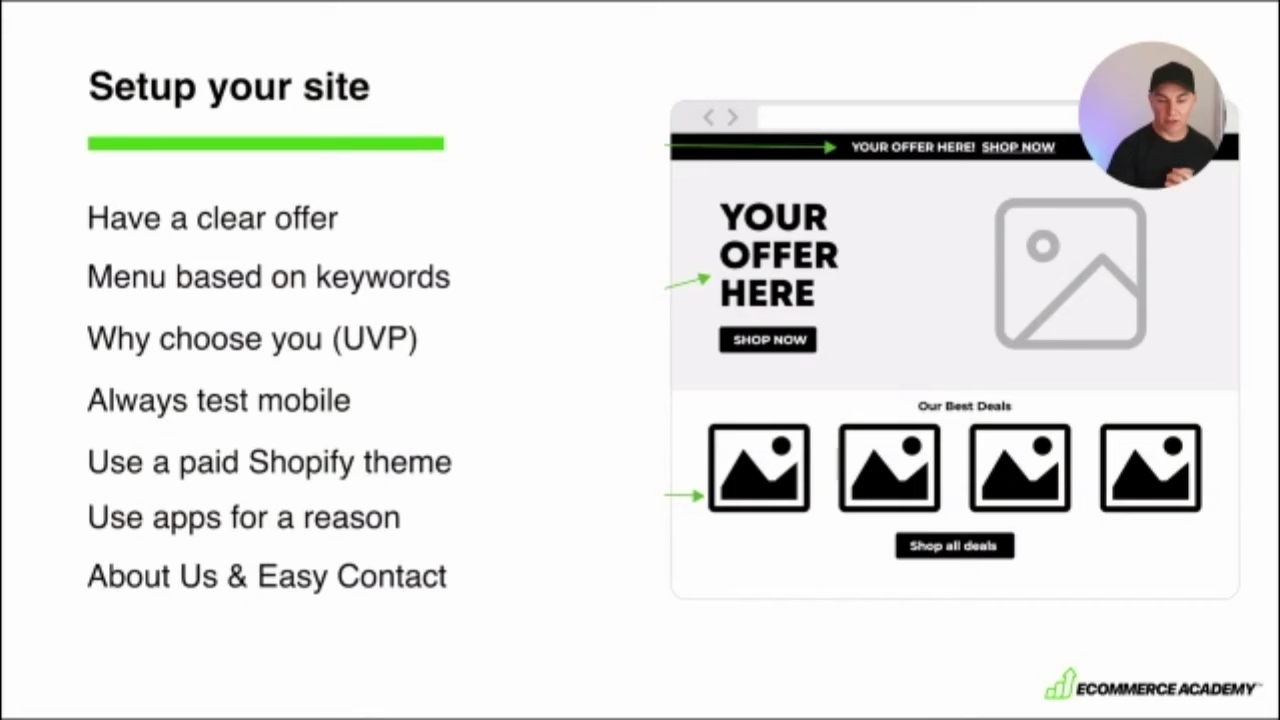 Setup your site
Have a clear offer
Menu based on keywords
Why choose you (UVP)
Always test mobile
Use a paid Shopify theme
Use apps for a reason
About Us & Easy Contact
YOUR OFFER HERE! SHOP NOW
YOUR
OFFER
HERE
SHOP NOW
Our Best Deals
Shop all deals
ECOMMERCE ACADEMY™